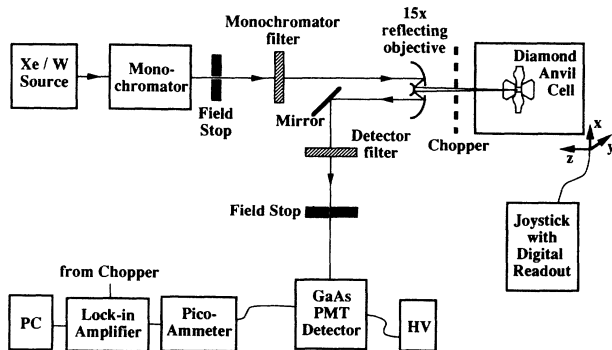 Xe / W
Source
Mono-
chromator
Field
Stop
Monochromator
filter
15x
reflecting
objective
Mirror
Chopper
Diamond
Anvil
Cell
x
y
z
Detector
filter
Field Stop
Joystick
with
Digital
Readout
from Chopper
PC
Lock-in
Amplifier
Pico-
Ammeter
GaAs
PMT
Detector
HV